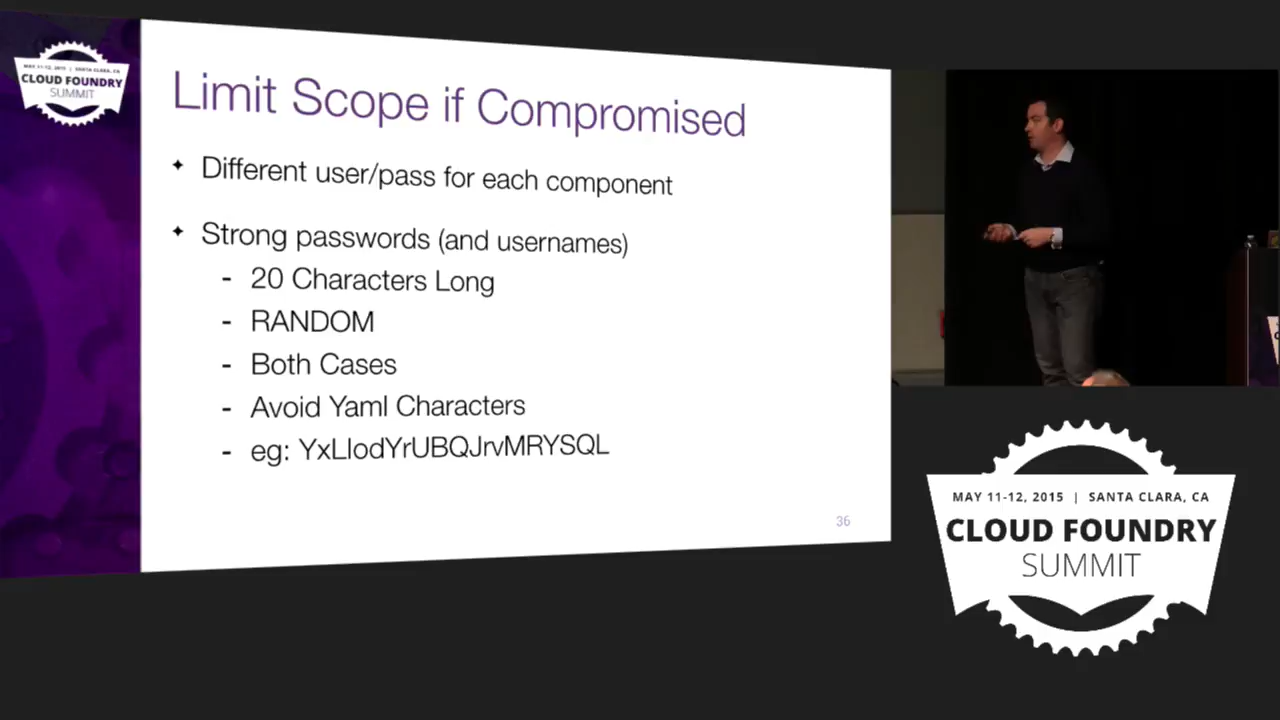 MAY 11-12, 2015 | SANTA CLARA, CA
CLOUD FOUNDRY
SUMMIT
Limit Scope if Compromised
Different user/pass for each component
Strong passwords (and usernames)
- 20 Characters Long
- RANDOM
- Both Cases
- Avoid Yaml Characters
- eg: YxLlodYrUBQJrvMRYSQL
36
MAY 11-12, 2015 | SANTA CLARA, CA
CLOUD FOUNDRY
SUMMIT